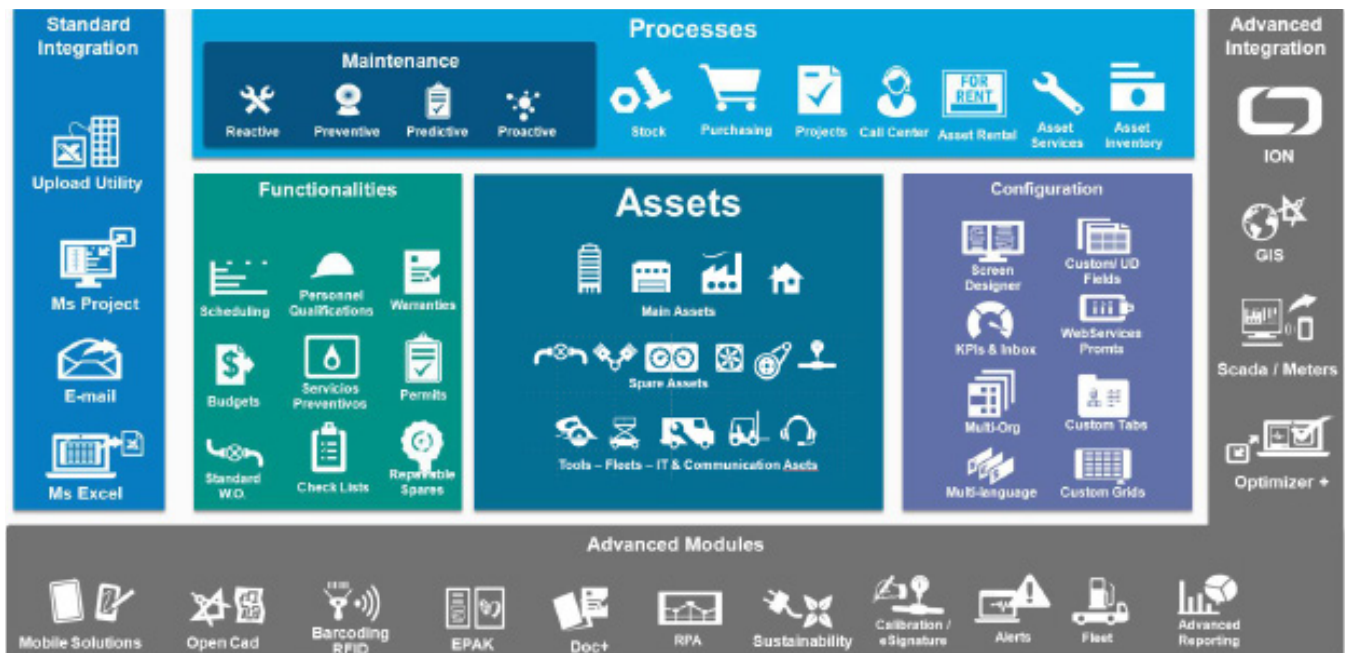 Standard
Integration
Upload Utility
Ms Project
E-mail
Ms Excel
Processes
Maintenance
Reactive
Preventive
Predictive
Proactive
Stock
Purchasing
Projects
Call Center
FOR
RENT
Asset Rental
Asset
Services
Asset
Inventory
Functionalities
Scheduling
Personnel
Qualifications
Warranties
Budgets
Servicios
Preventivos
Permits
Standard
W.O.
Check Lists
Repairable
Spares
Assets
Main Assets
Spare Assets
Tools – Fleets – IT & Communication Asets
Configuration
Screen
Designer
Custom/ UD
Fields
KPIs & Inbox
WebServices
Promts
Multi-Org
Custom Tabs
Multi-language
Custom Grids
Advanced
Integration
ION
GIS
Scada / Meters
Optimizer +
Advanced Modules
Mobile Solutions
Open Cad
Barcoding
RFID
EPAK
Doc+
RPA
Sustainability
Calibration /
eSignature
Alerts
Fleet
Advanced
Reporting